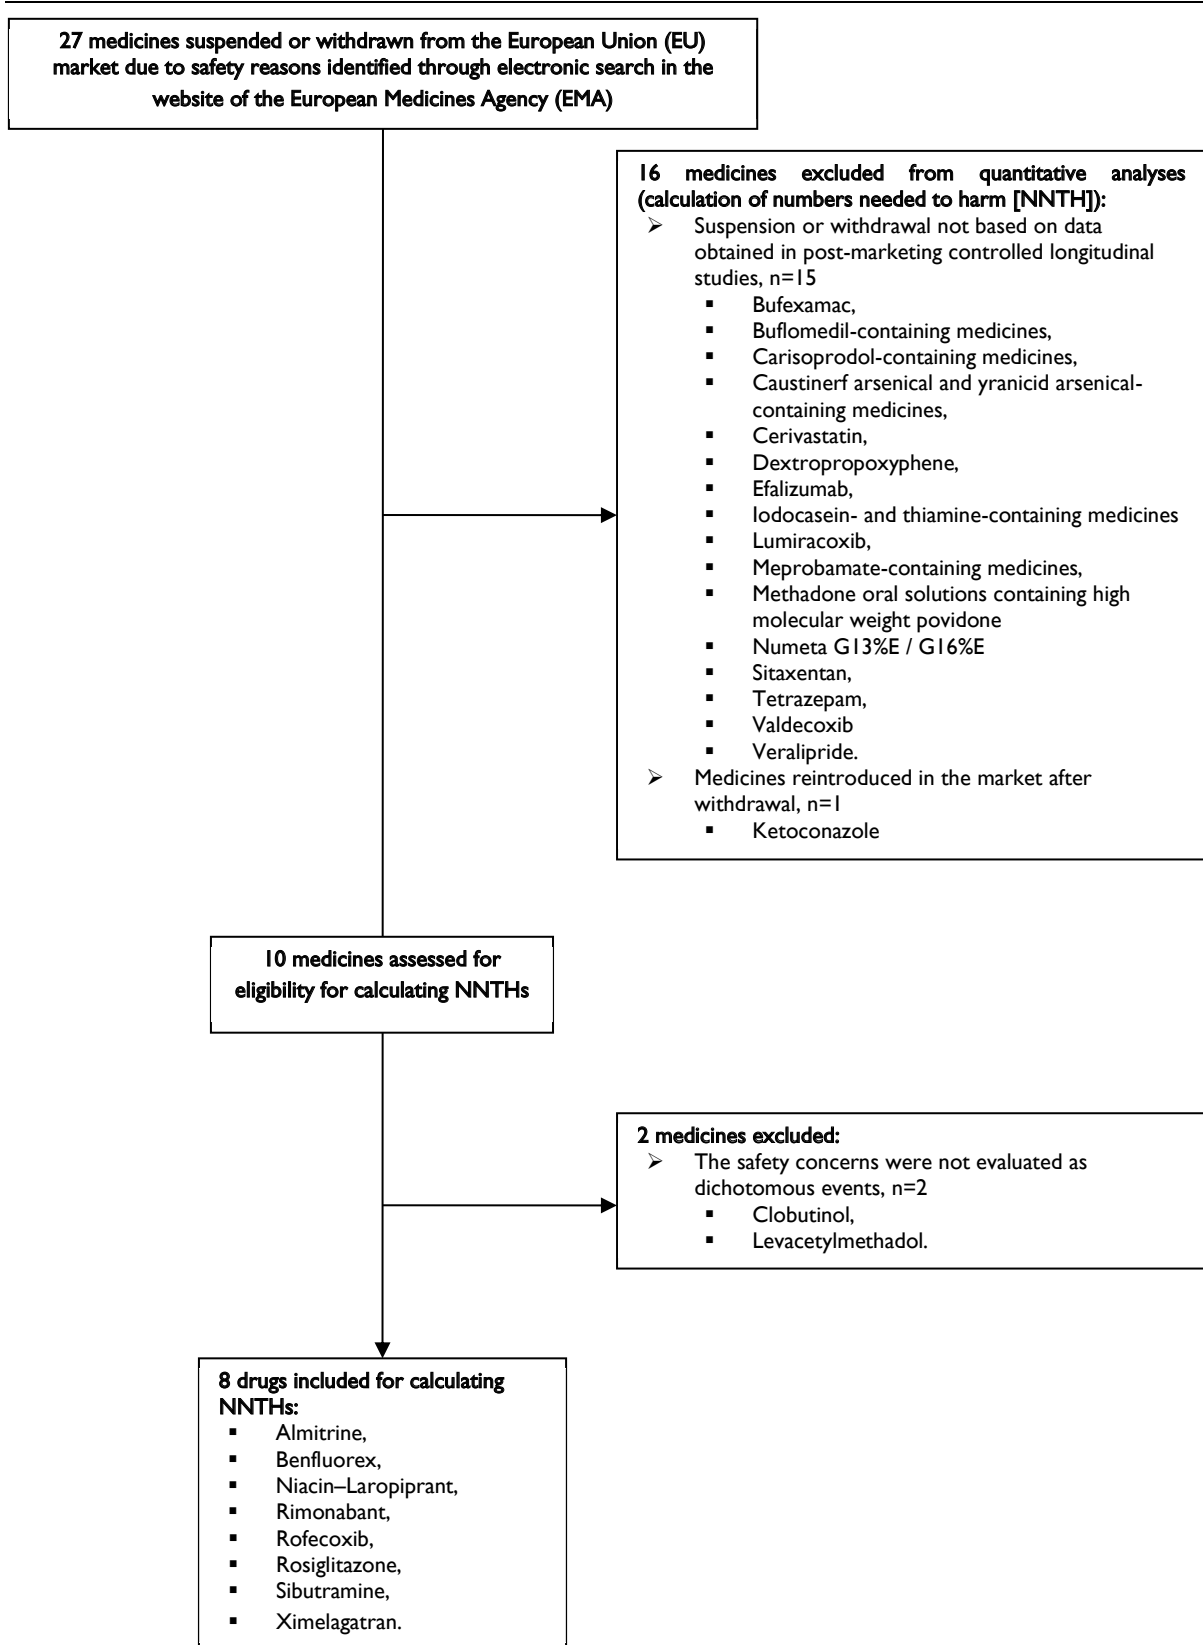 27 medicines suspended or withdrawn from the European Union (EU)
market due to safety reasons identified through electronic search in the
website of the European Medicines Agency (EMA)
16 medicines excluded from quantitative analyses
(calculation of numbers needed to harm [NNTH]):
➢ Suspension or withdrawal not based on data
obtained in post-marketing controlled longitudinal
studies, n=15
▪ Bufexamac,
▪ Buflomedil-containing medicines,
▪ Carisoprodol-containing medicines,
▪ Caustinerf arsenical and yranicid arsenical-
containing medicines,
▪ Cerivastatin,
▪ Dextropropoxyphene,
▪ Efalizumab,
▪ Iodocasein- and thiamine-containing medicines
▪ Lumiracoxib,
▪ Meprobamate-containing medicines,
▪ Methadone oral solutions containing high
molecular weight povidone
▪ Numeta G13%E / G16%E
▪ Sitaxentan,
▪ Tetrazepam,
▪ Valdecoxib
▪ Veralipride.
➢ Medicines reintroduced in the market after
withdrawal, n=1
▪ Ketoconazole
10 medicines assessed for
eligibility for calculating NNTHs
2 medicines excluded:
➢ The safety concerns were not evaluated as
dichotomous events, n=2
▪ Clobutinol,
▪ Levacetylmethadol.
8 drugs included for calculating
NNTHs:
▪ Almitrine,
▪ Benfluorex,
▪ Niacin–Laropiprant,
▪ Rimonabant,
▪ Rofecoxib,
▪ Rosiglitazone,
▪ Sibutramine,
▪ Ximelagatran.